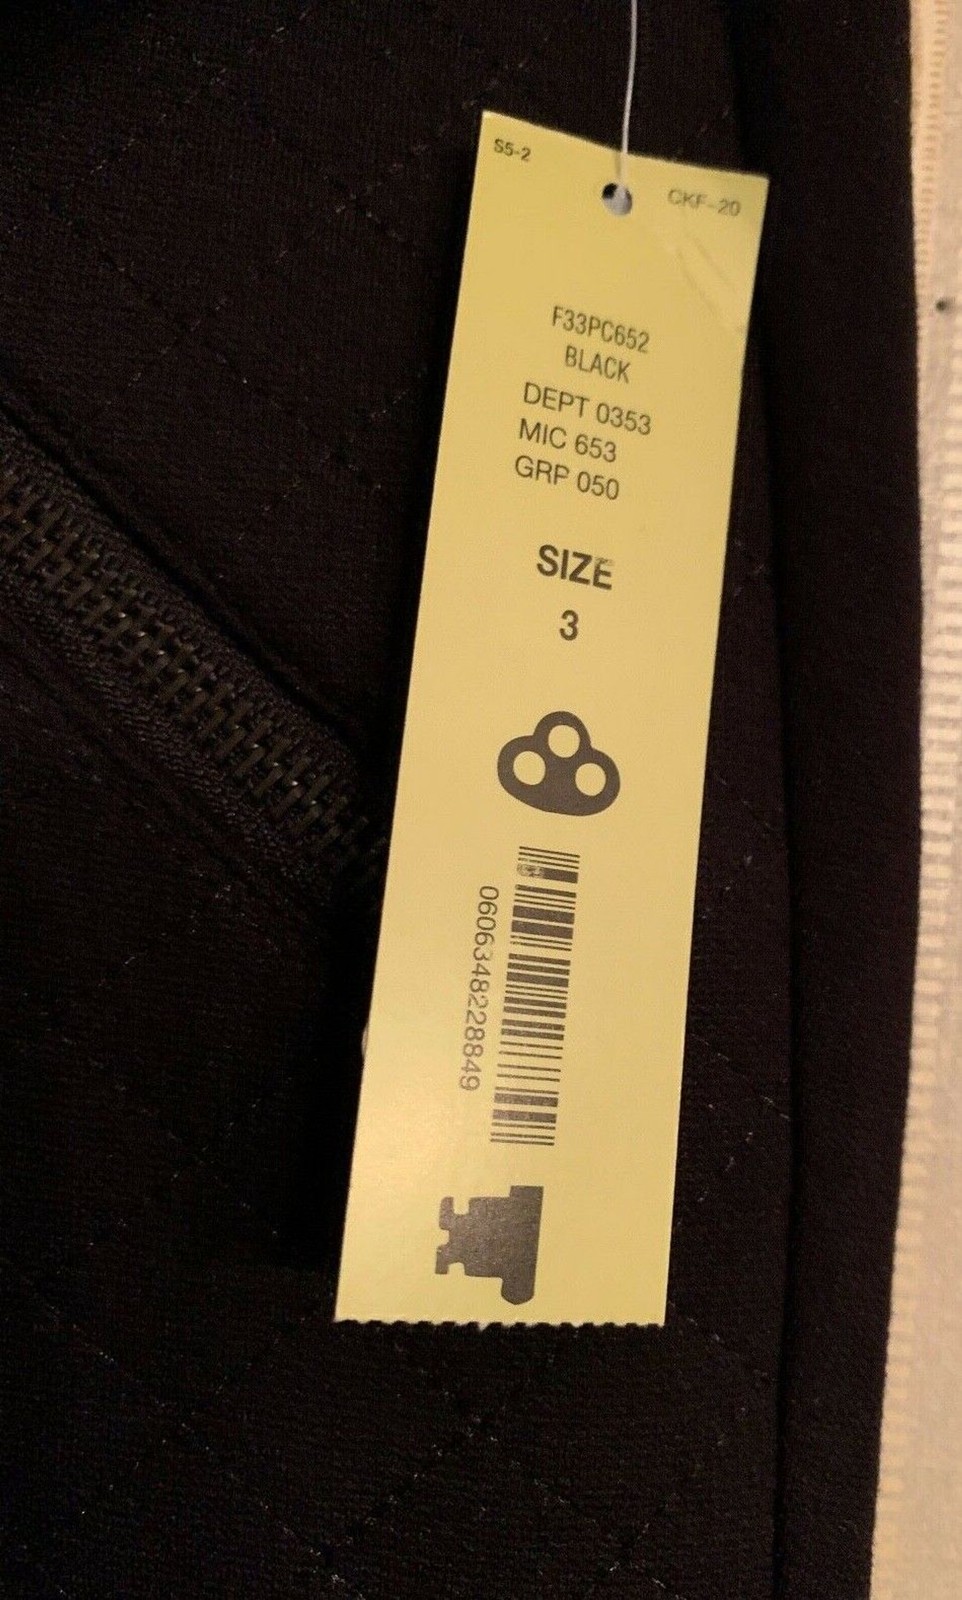 S5-2
CKF-20
F33PC652
BLACK
DEPT 0353
MIC 653
GRP 050
SIZE
3
0606348228849